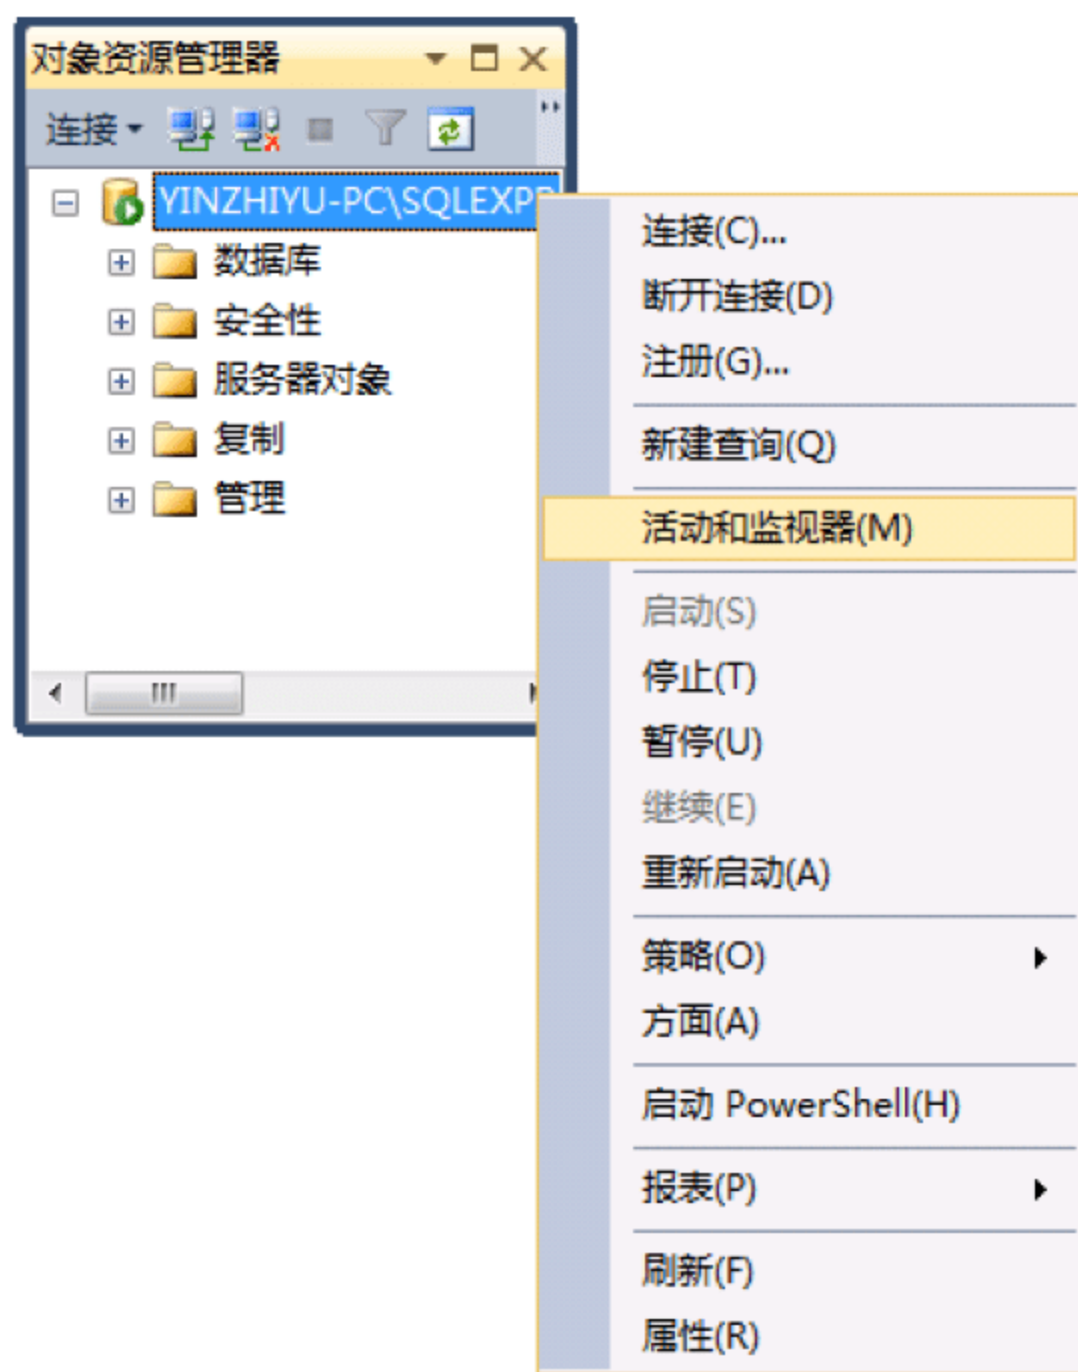 对象资源管理器
连接
YINZHIYU-PC\SQLEXP
数据库
安全性
服务器对象
复制
管理
连接(C)...
断开连接(D)
注册(G)...
新建查询(Q)
活动和监视器(M)
启动(S)
停止(T)
暂停(U)
继续(E)
重新启动(A)
策略(O)
方面(A)
启动 PowerShell(H)
报表(P)
刷新(F)
属性(R)